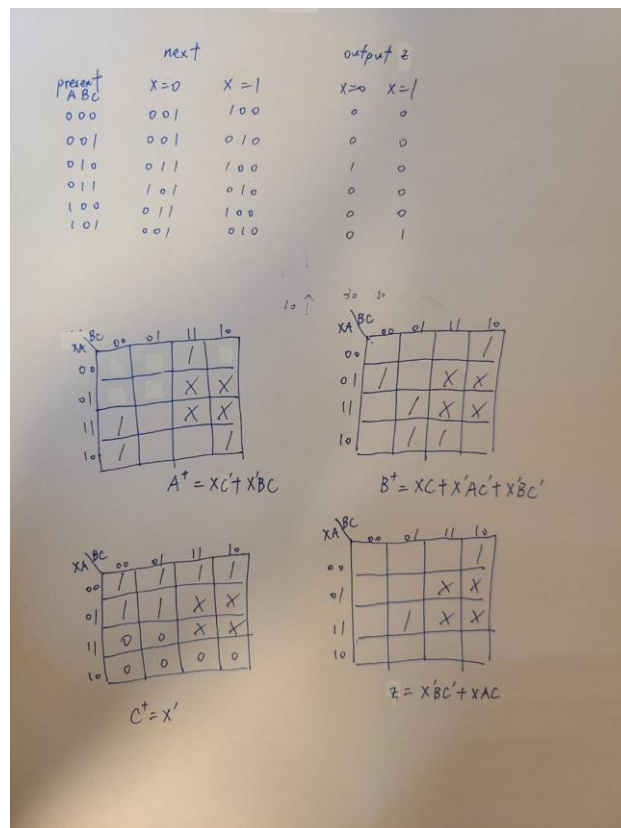 next output z
present X=0 X=1 X=0 X=1
A B C
000 001 100 0 0
001 001 010 0 0
010 011 100 1 0
011 101 010 0 0
100 011 100 0 0
101 001 010 0 1
10 ↑
XA BC 00 01 11 10
00 1
01 X X
11 1 X X
10 1 1
A⁺ = XC' + X'BC
XA BC 00 01 11 10
00 1
01 1 X X
11 1 X X
10 1 1
B⁺ = XC + X'AC' + X'BC'
XA BC 00 01 11 10
00 1 1 1 1
01 1 1 X X
11 0 0 X X
10 0 0 0 0
C⁺ = X'
XA BC 00 01 11 10
00 1
01 X X
11 1 X X
10
z = X'BC' + XAC